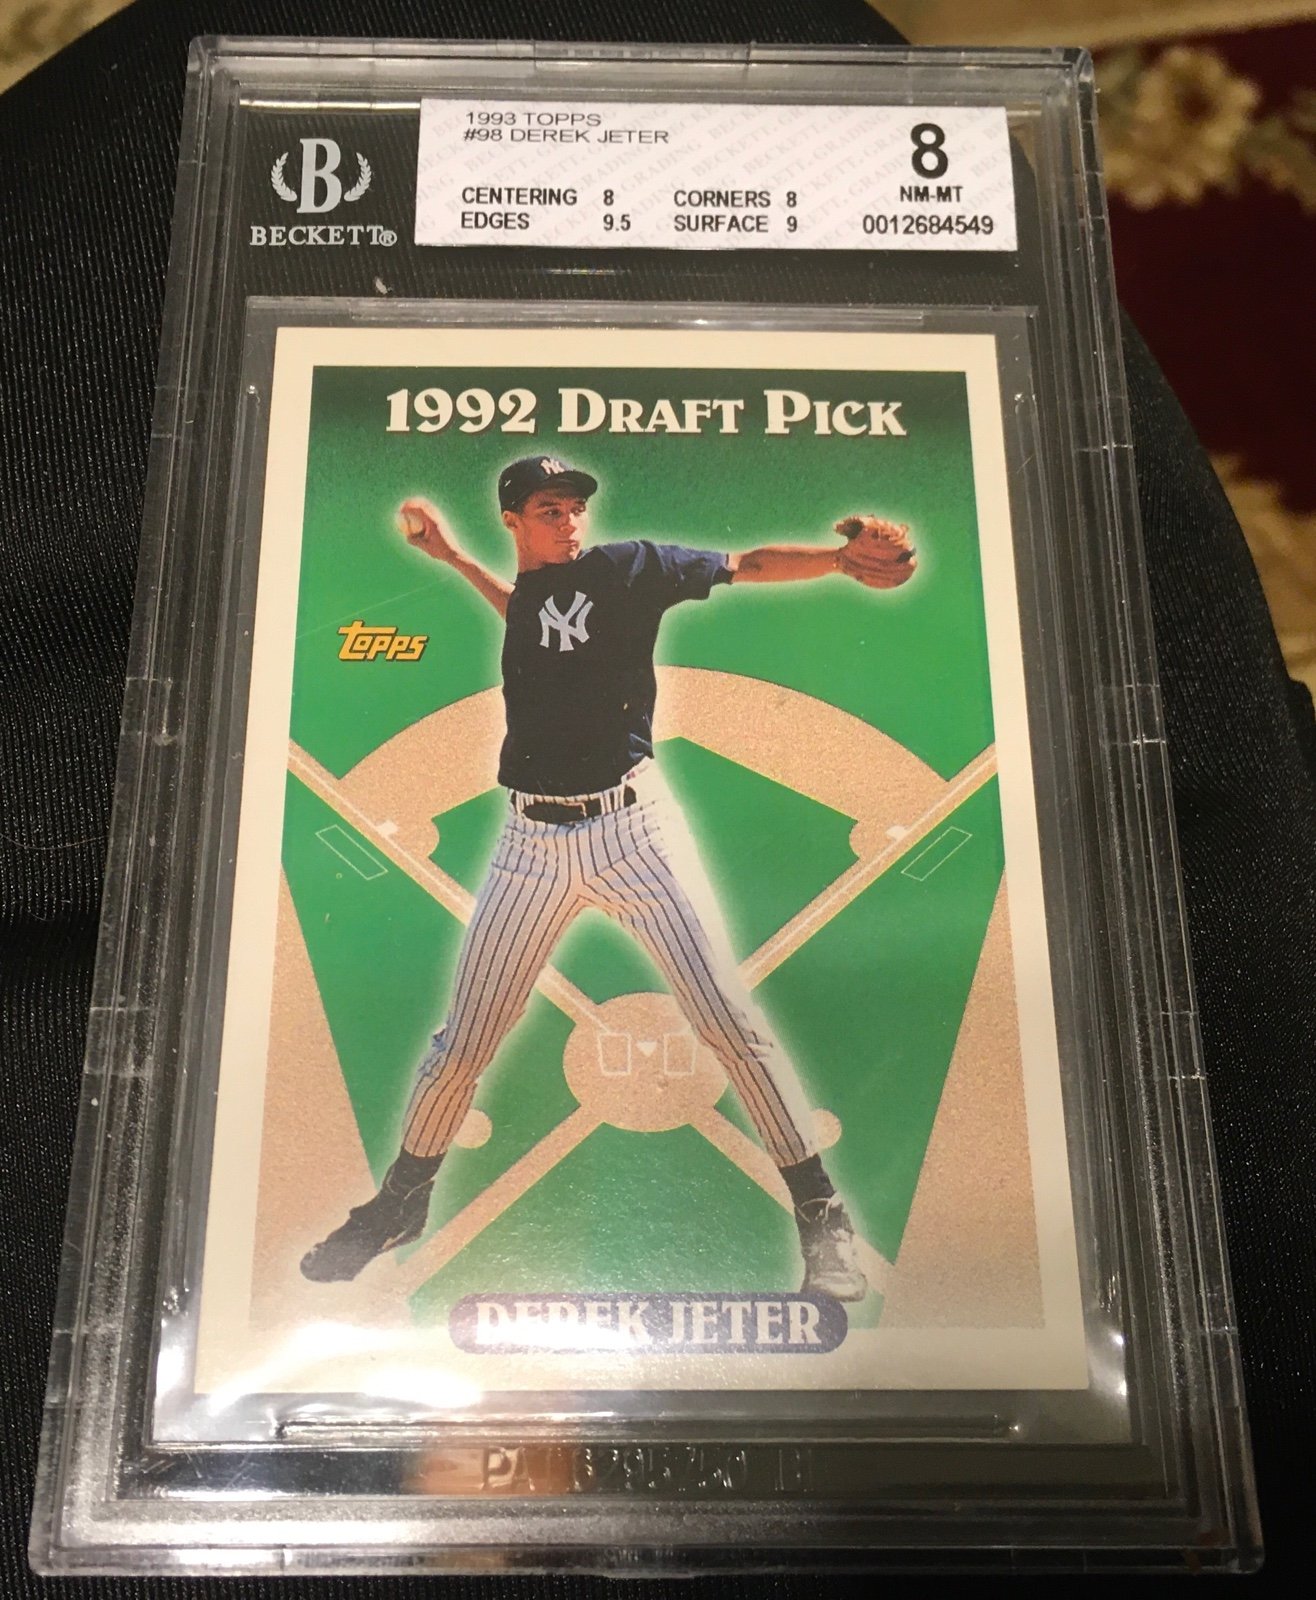 1993 TOPPS
#98 DEREK JETER
8
CENTERING 8 CORNERS 8 NM-MT
EDGES 9.5 SURFACE 9 0012684549
B
BECKETT®
1992 DRAFT PICK
NY
NY
topps
DEREK JETER